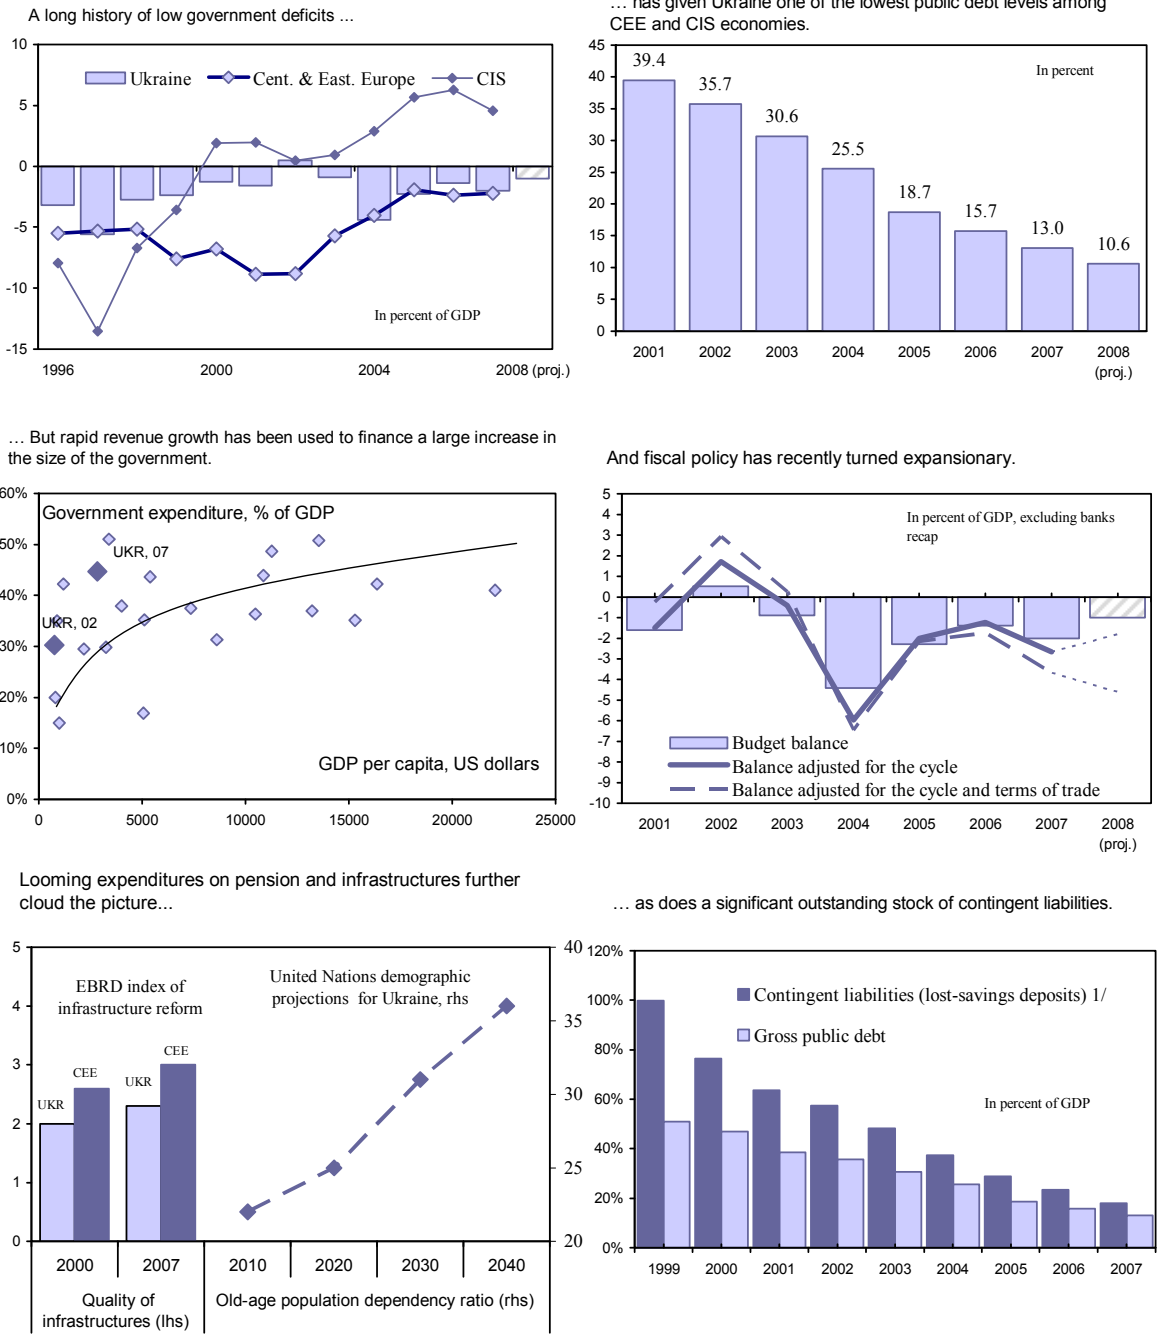 A long history of low government deficits ...
10
5
0
-5
-10
-15
Ukraine
Cent. & East. Europe
CIS
In percent of GDP
1996
2000
2004
2008 (proj.)
... has given Ukraine one of the lowest public debt levels among
CEE and CIS economies.
45
40
35
30
25
20
15
10
5
0
In percent
39.4
35.7
30.6
25.5
18.7
15.7
13.0
10.6
2001
2002
2003
2004
2005
2006
2007
2008
(proj.)
... But rapid revenue growth has been used to finance a large increase in
the size of the government.
60%
50%
40%
30%
20%
10%
0%
Government expenditure, % of GDP
UKR, 07
UKR, 02
GDP per capita, US dollars
0
5000
10000
15000
20000
25000
And fiscal policy has recently turned expansionary.
5
4
3
2
1
0
-1
-2
-3
-4
-5
-6
-7
-8
-9
-10
In percent of GDP, excluding banks
recap
Budget balance
Balance adjusted for the cycle
Balance adjusted for the cycle and terms of trade
2001
2002
2003
2004
2005
2006
2007
2008
(proj.)
Looming expenditures on pension and infrastructures further
cloud the picture...
5
4
3
2
1
0
EBRD index of
infrastructure reform
United Nations demographic
projections for Ukraine, rhs
UKR
CEE
UKR
CEE
40
35
30
25
20
2000
2007
2010
2020
2030
2040
Quality of
infrastructures (lhs)
Old-age population dependency ratio (rhs)
... as does a significant outstanding stock of contingent liabilities.
120%
100%
80%
60%
40%
20%
0%
Contingent liabilities (lost-savings deposits) 1/
Gross public debt
In percent of GDP
1999
2000
2001
2002
2003
2004
2005
2006
2007